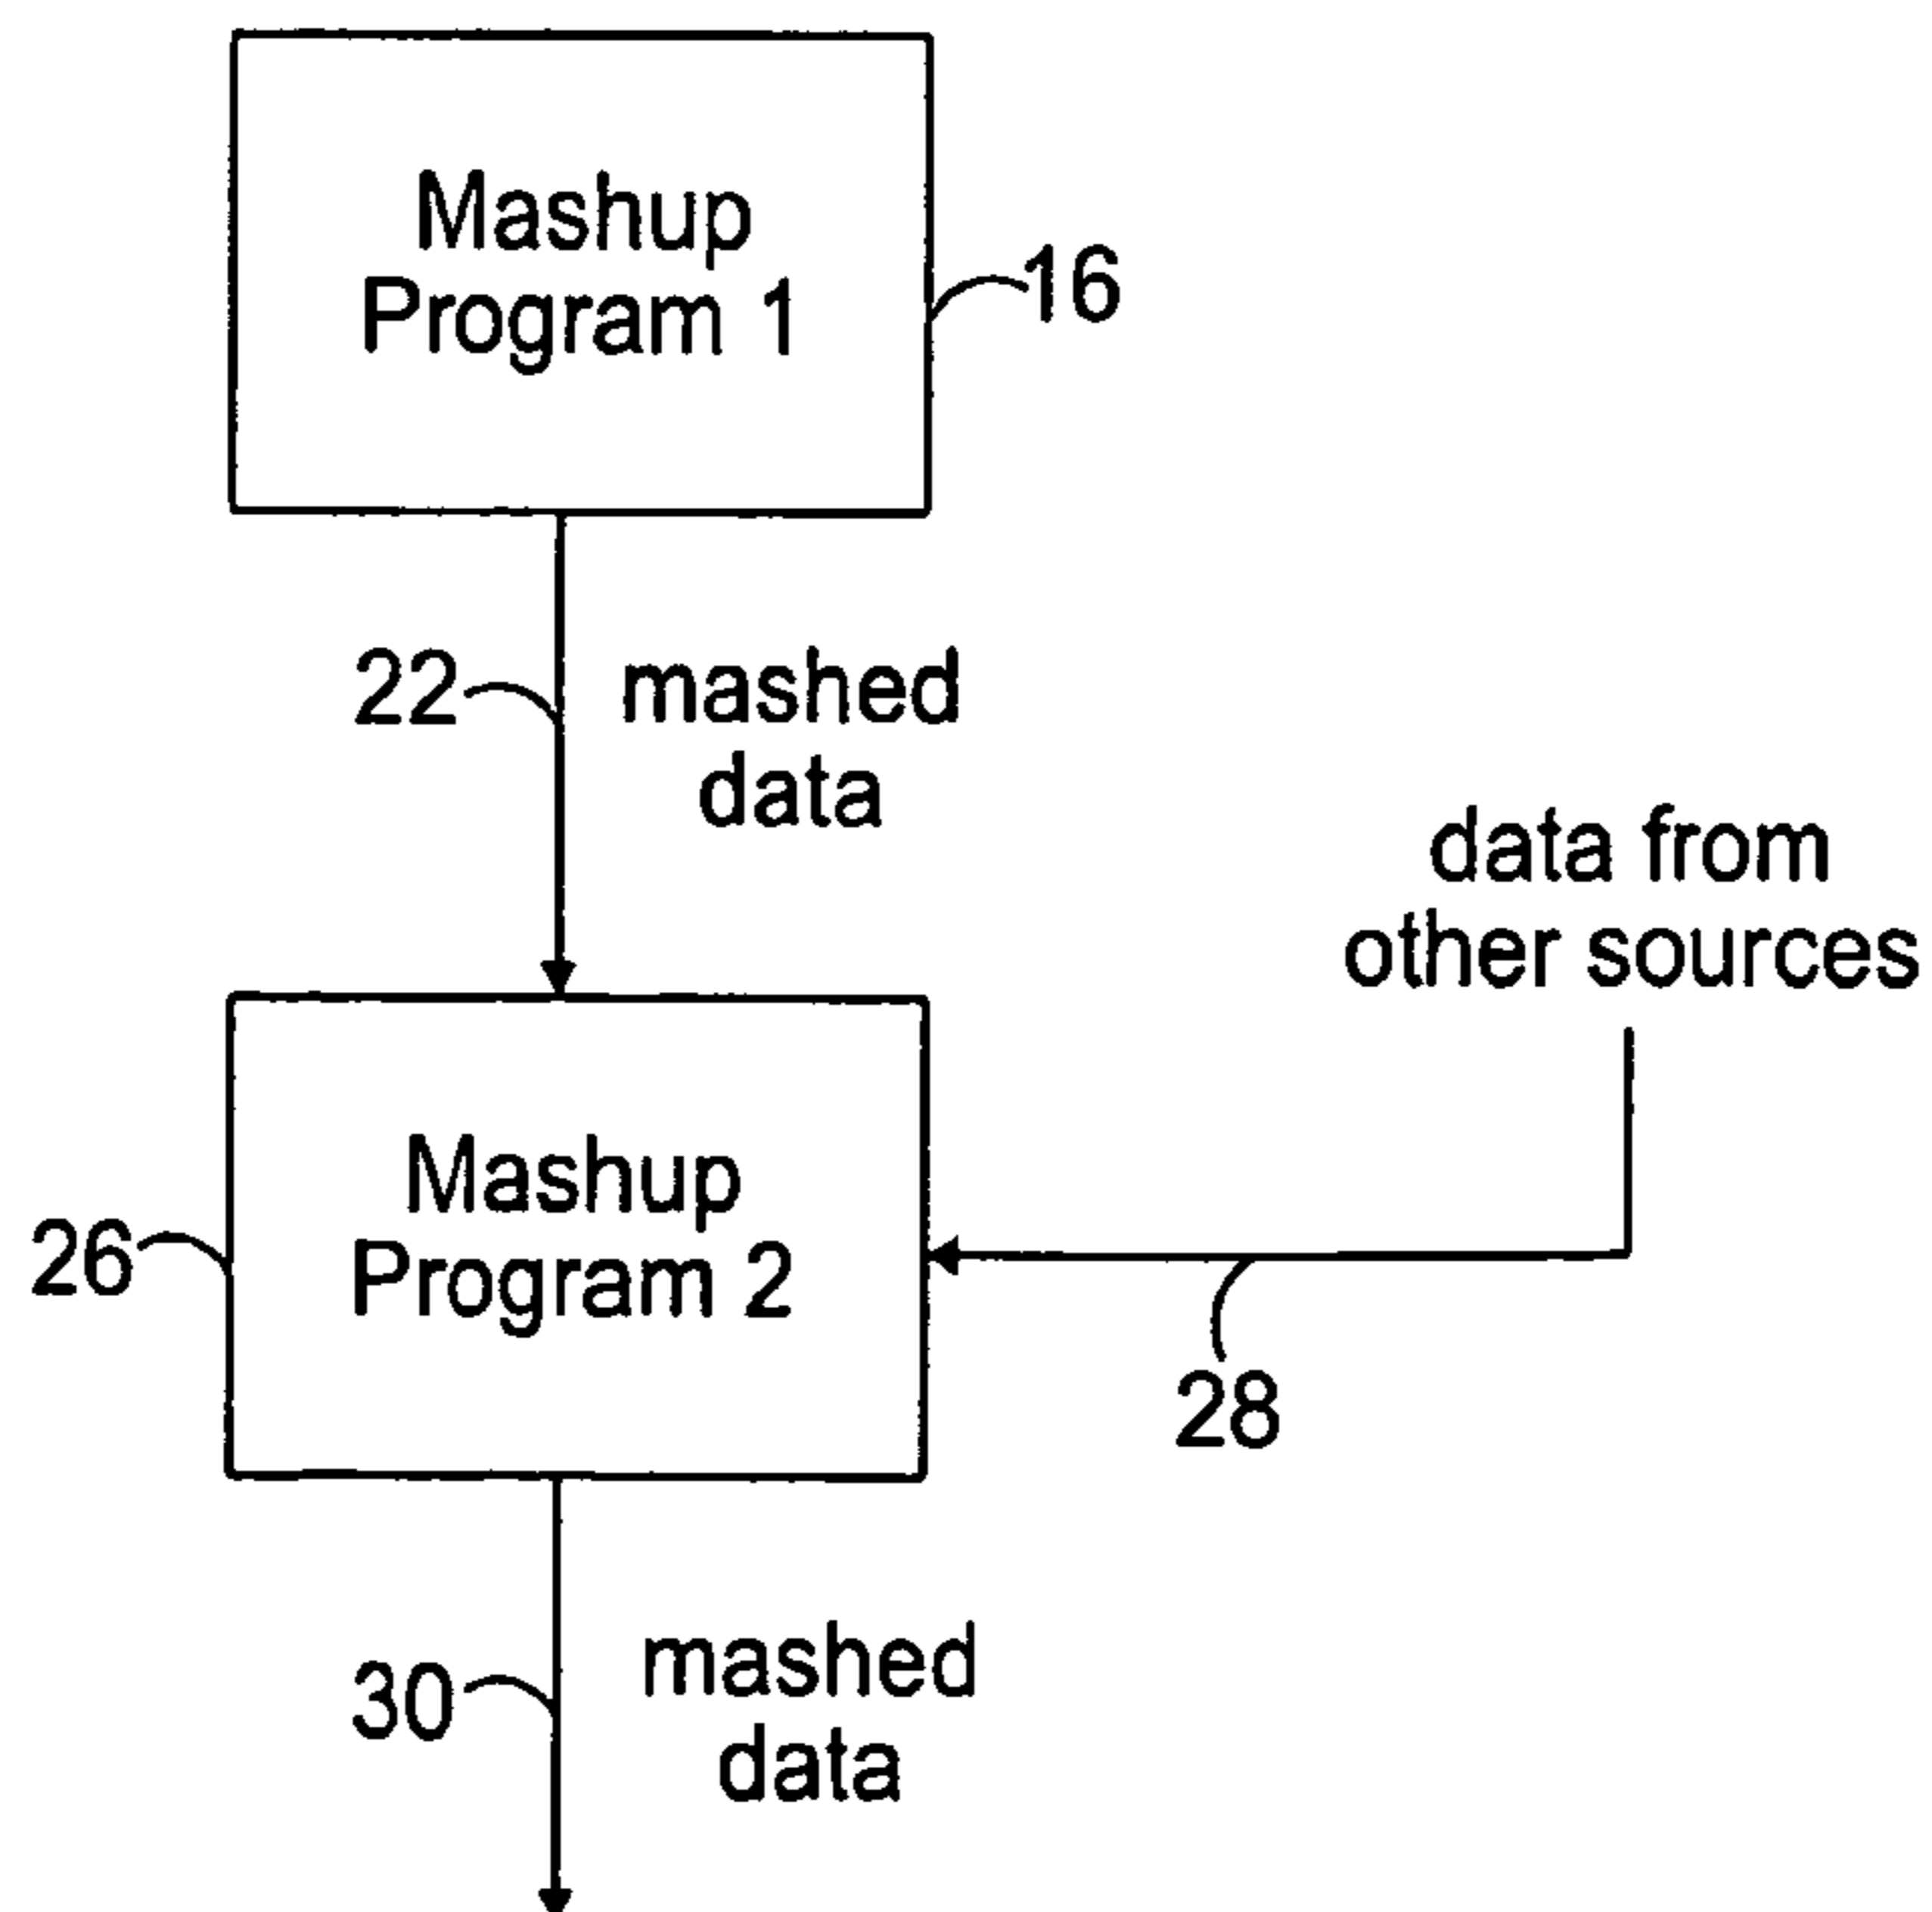 Mashup
Program 1
16
22
mashed
data
data from
other sources
Mashup
Program 2
26
28
30
mashed
data